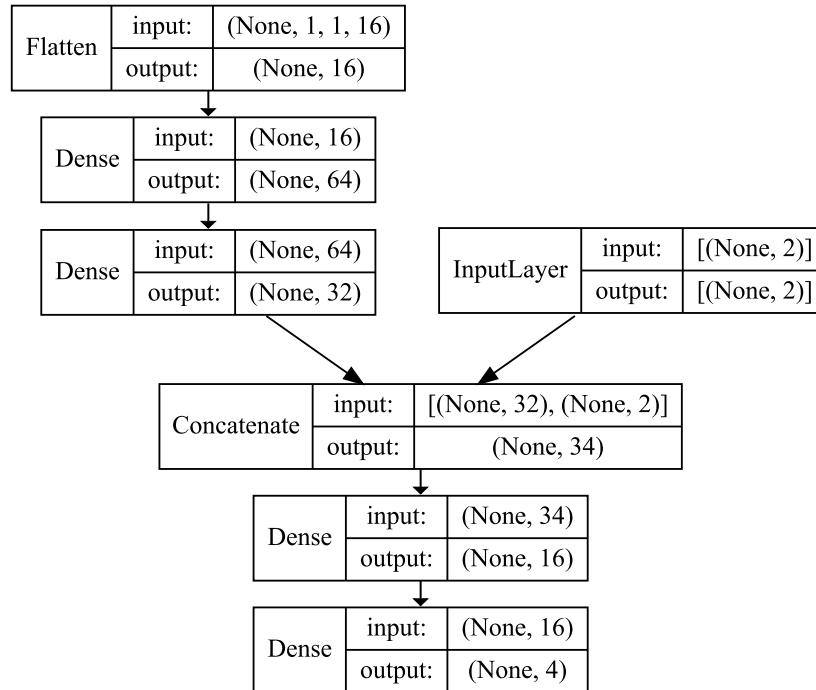 Flatten
input: (None, 1, 1, 16)
output: (None, 16)
Dense
input: (None, 16)
output: (None, 64)
Dense
input: (None, 64)
output: (None, 32)
InputLayer
input: [(None, 2)]
output: [(None, 2)]
Concatenate
input: [(None, 32), (None, 2)]
output: (None, 34)
Dense
input: (None, 34)
output: (None, 16)
Dense
input: (None, 16)
output: (None, 4)